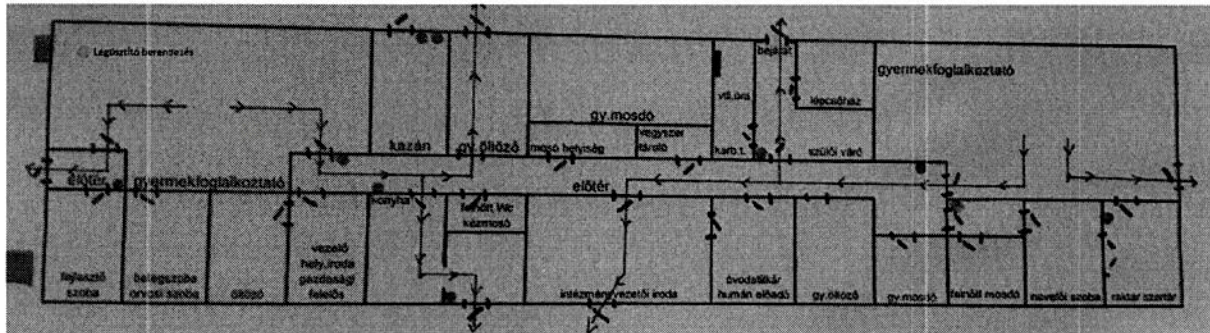 Légtisztító berendezés
bejárat
gyermekfoglalkoztató
vill.óra
lépcsőház
gy.mosdó
vegyszer
tároló
kazán
gy.öltöző
mosó helyiség
karb.t.
szülői váró
előtér
gyermekfoglalkoztató
előtér
konyha
felnőtt Wc
kézmosó
vezető
hely.iroda
gazdasági
felelős
fejlesztő
szoba
betegszoba
orvosi szoba
öltöző
intézményvezetői iroda
óvodatitkár
humán előadó
gy.öltöző
gy.mosdó
felnőtt mosdó
nevelői szoba
raktár szertár